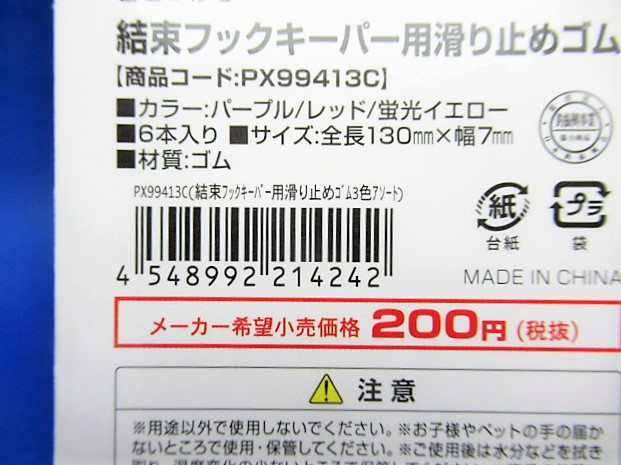 結束フックキーパー用滑り止めゴム
【商品コード:PX99413C】
■カラー:パープル/レッド/蛍光イエロー
■6本入り ■サイズ:全長130㎜×幅7㎜
■材質:ゴム
PX99413C(結束ﾌｯｸｷｰﾊﾟｰ用滑り止めｺﾞﾑ3色ｱｿｰﾄ)
4 548992 214242
紙
台紙
プラ
袋
MADE IN CHINA
メーカー希望小売価格 200円 (税抜)
注意
※用途以外で使用しないでください。※お子様やペットの手の届か
ないところで使用・保管してください。※ご使用後は水分などを拭き